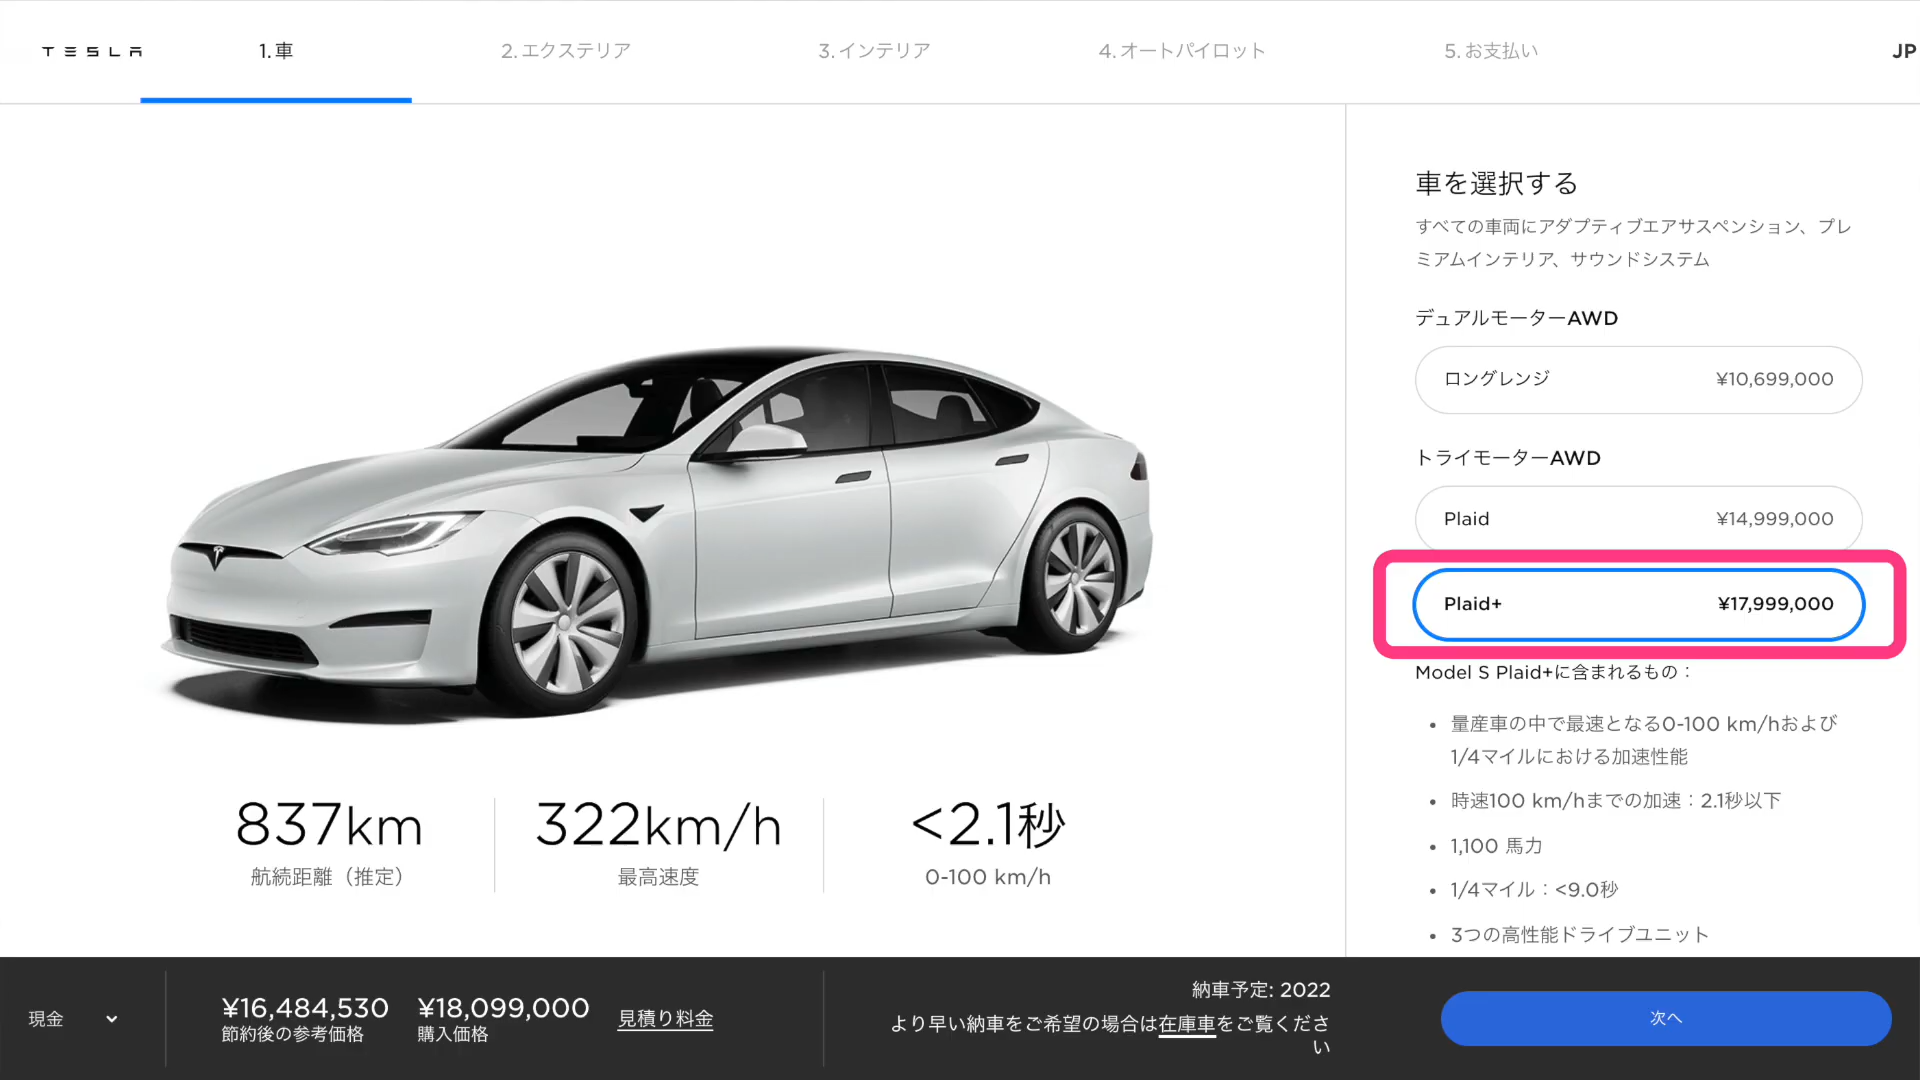 TESLA
1. 車
2. エクステリア
3. インテリア
4. オートパイロット
5. お支払い
JP
837km
航続距離（推定）
322km/h
最高速度
<2.1秒
0-100 km/h
車を選択する
すべての車両にアダプティブエアサスペンション、プレ
ミアムインテリア、サウンドシステム
デュアルモーターAWD
ロングレンジ ¥10,699,000
トライモーターAWD
Plaid ¥14,999,000
Plaid+ ¥17,999,000
Model S Plaid+に含まれるもの：
• 量産車の中で最速となる0-100 km/hおよび
1/4マイルにおける加速性能
• 時速100 km/hまでの加速：2.1秒以下
• 1,100 馬力
• 1/4マイル：<9.0秒
• 3つの高性能ドライブユニット
現金
¥16,484,530
節約後の参考価格
¥18,099,000
購入価格
見積り料金
納車予定: 2022
より早い納車をご希望の場合は在庫車をご覧くださ
い
次へ